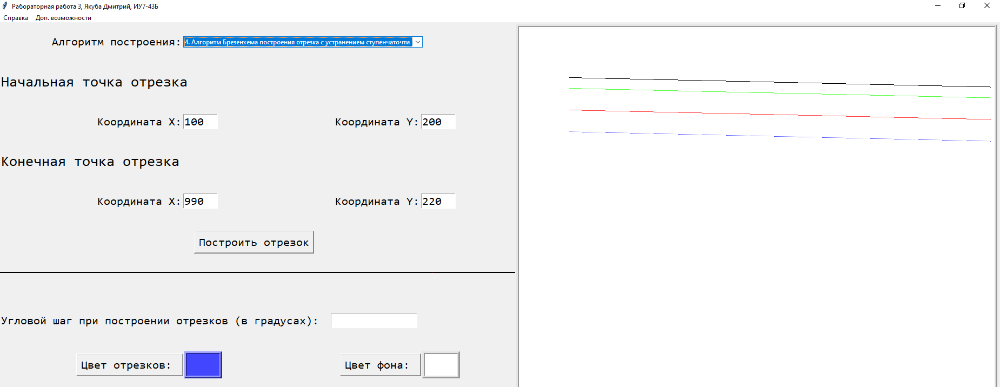 Рабораторная работа 3, Якуба Дмитрий, ИУ7-43Б
Справка Доп. возможности
Алгоритм построения: 4. Алгоритм Брезенхема построения отрезка с устранением ступенчаточти
Начальная точка отрезка
Координата X: 100 Координата Y: 200
Конечная точка отрезка
Координата X: 990 Координата Y: 220
Построить отрезок
Угловой шаг при построении отрезков (в градусах):
Цвет отрезков: Цвет фона: